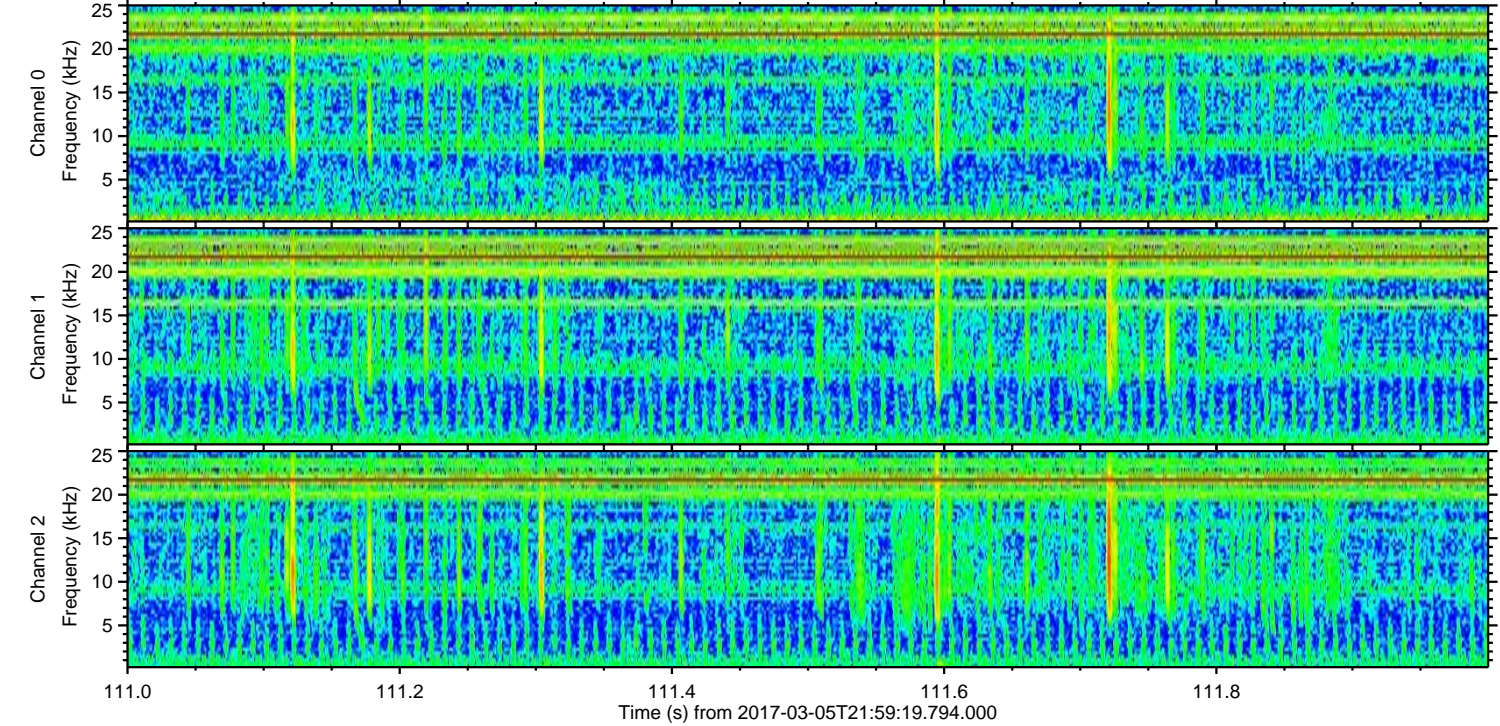 25
20
15
10
5
Channel 0
Frequency (kHz)
25
20
15
10
5
Channel 1
Frequency (kHz)
25
20
15
10
5
Channel 2
Frequency (kHz)
111.0 111.2 111.4 111.6 111.8
Time (s) from 2017-03-05T21:59:19.794.000